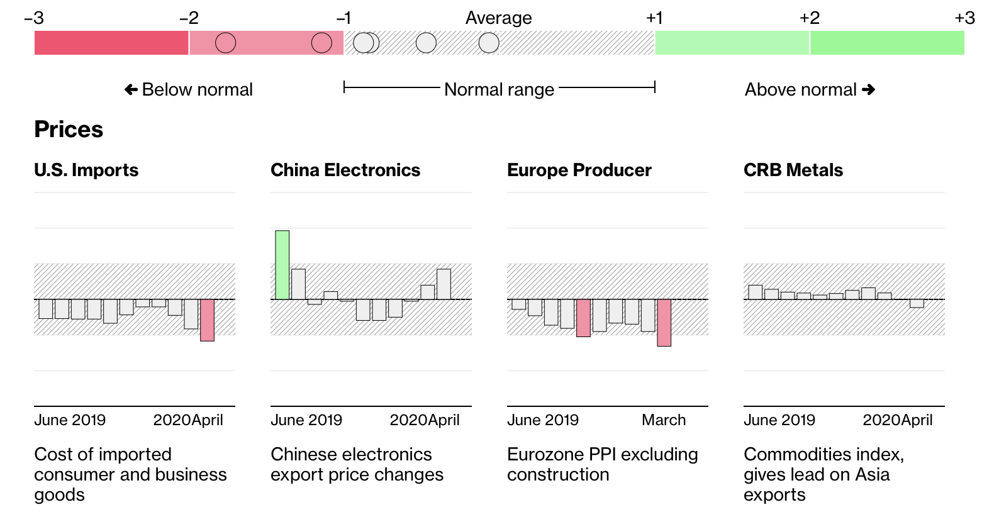 –3 –2 –1 Average +1 +2 +3
← Below normal Normal range Above normal →
Prices
U.S. Imports
June 2019 2020April
Cost of imported
consumer and business
goods
China Electronics
June 2019 2020April
Chinese electronics
export price changes
Europe Producer
June 2019 March
Eurozone PPI excluding
construction
CRB Metals
June 2019 2020April
Commodities index,
gives lead on Asia
exports